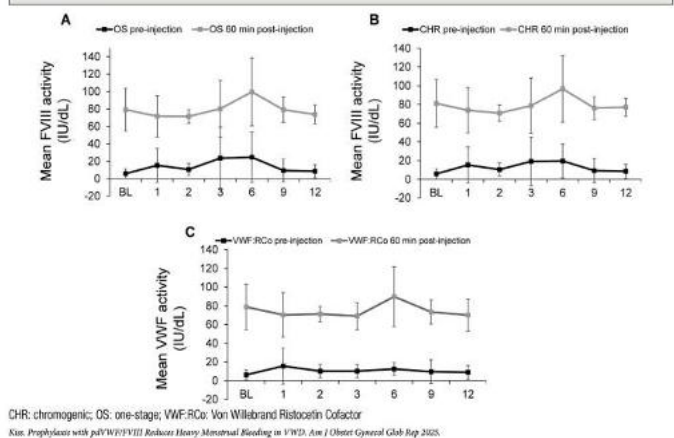 A
OS pre-injection OS 60 min post-injection
Mean FVIII activity
(IU/dL)
140
120
100
80
60
40
20
0
-20
BL 1 2 3 6 9 12
B
CHR pre-injection CHR 60 min post-injection
Mean FVIII activity
(IU/dL)
140
120
100
80
60
40
20
0
-20
BL 1 2 3 6 9 12
C
VWF:RCo pre-injection VWF:RCo 60 min post-injection
Mean VWF activity
(IU/dL)
140
120
100
80
60
40
20
0
-20
BL 1 2 3 6 9 12
CHR: chromogenic; OS: one-stage; VWF:RCo: Von Willebrand Ristocetin Cofactor
Kiss. Prophylaxis with pdVWF/FVIII Reduces Heavy Menstrual Bleeding in VWD. Am J Obstet Gynecol Glob Rep 2025.